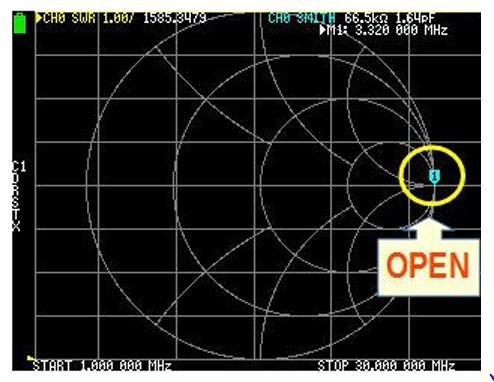 CH0 SWR 1.00/ 1585.3479 CH0 SMITH 66.5kΩ 1.64pF
M1: 3.320 000 MHz
C1
D
R
S
T
X
1
OPEN
START 1.000 000 MHz STOP 30.000 000 MHz